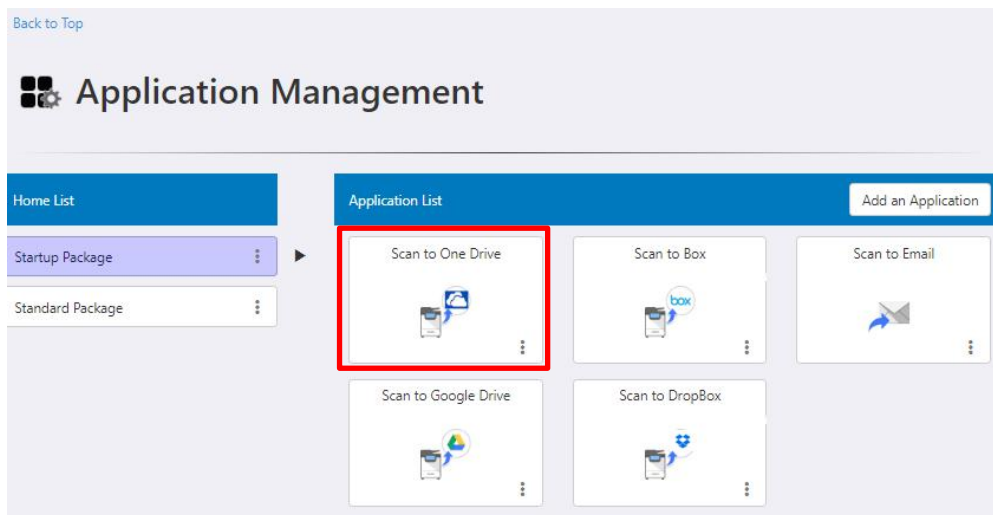 Back to Top
Application Management
Home List
Application List
Add an Application
Startup Package
Standard Package
Scan to One Drive
Scan to Box
box
Scan to Email
Scan to Google Drive
Scan to DropBox